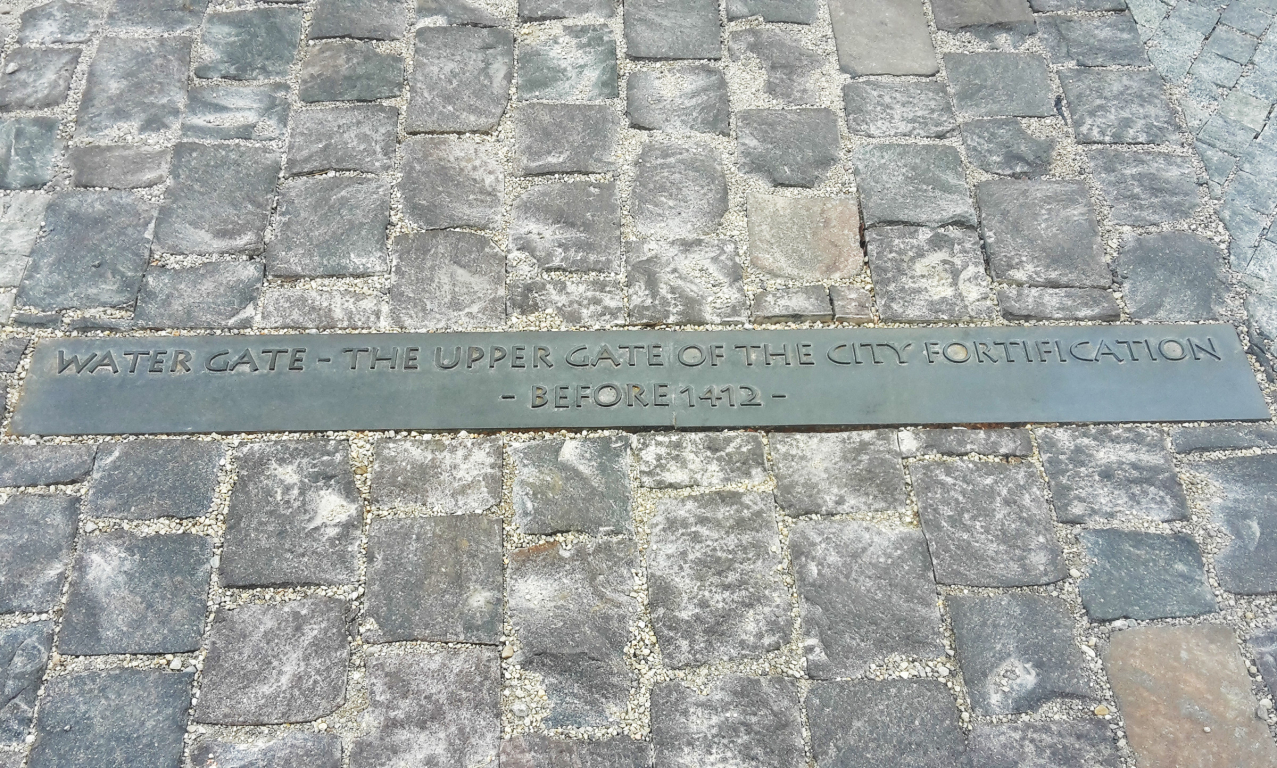 WATER GATE - THE UPPER GATE OF THE CITY FORTIFICATION
- BEFORE 1412 -